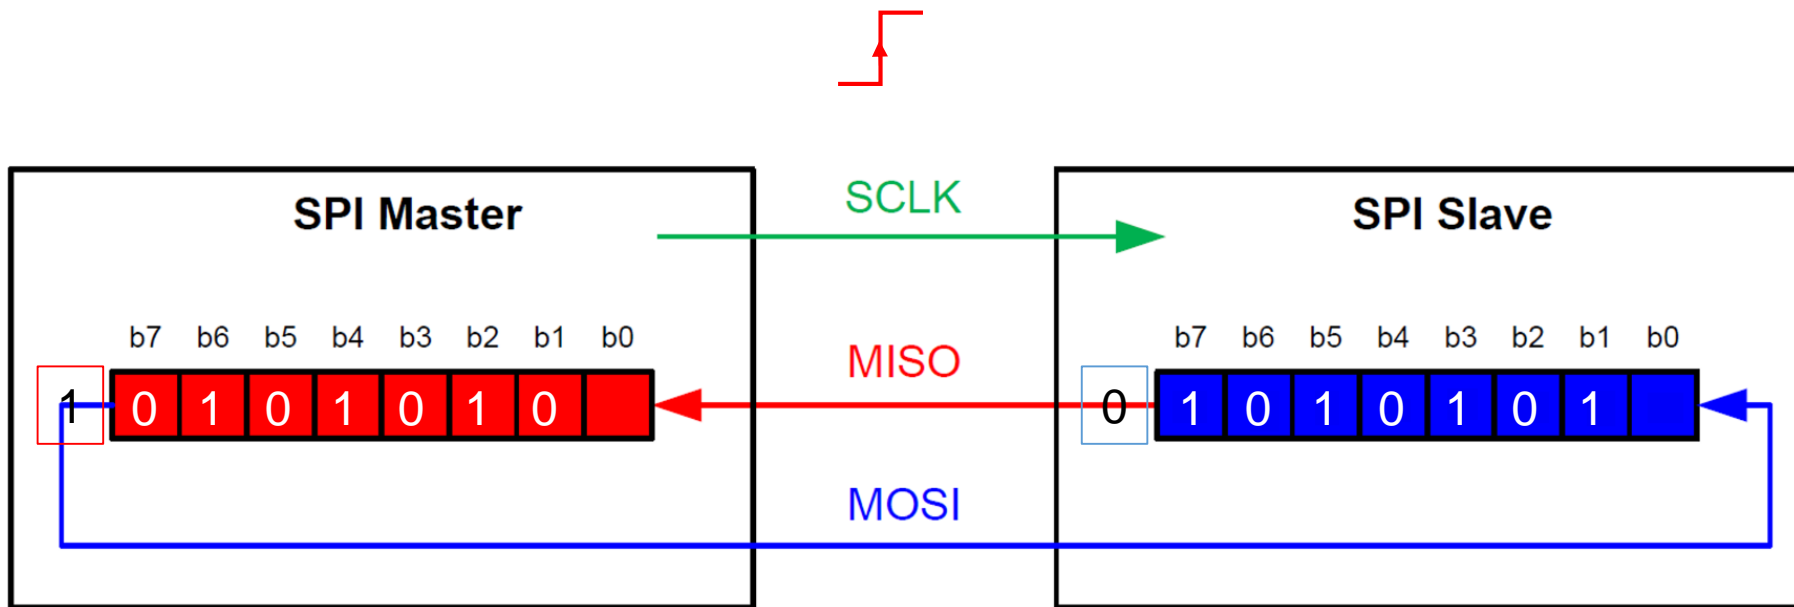 SPI Master
SCLK
SPI Slave
b7 b6 b5 b4 b3 b2 b1 b0
MISO
b7 b6 b5 b4 b3 b2 b1 b0
1 0 1 0 1 0 1 0
0 1 0 1 0 1 0 1
MOSI